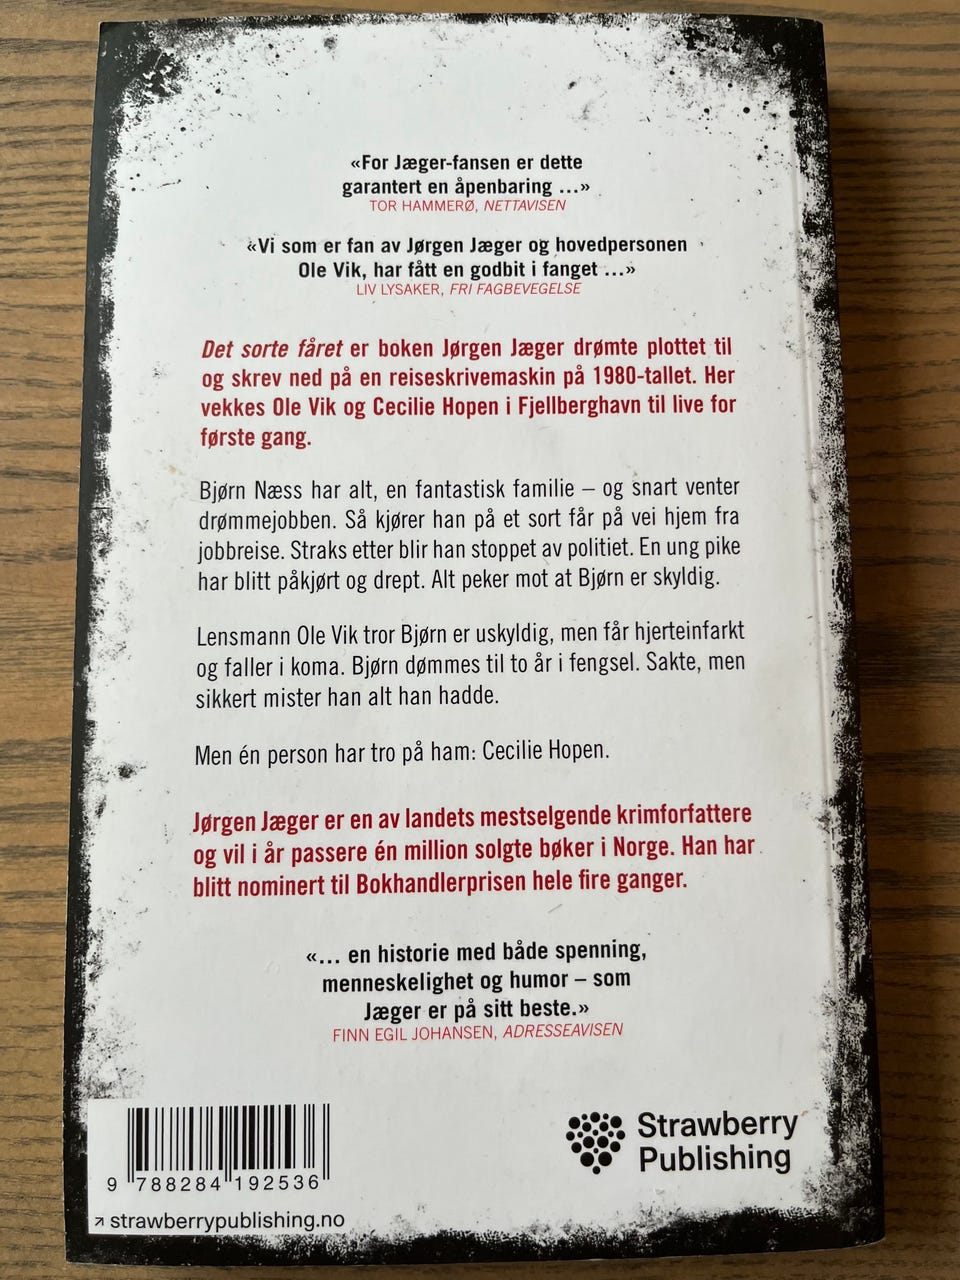 «For Jæger-fansen er dette
garantert en åpenbaring ...»
TOR HAMMERØ, NETTAVISEN
«Vi som er fan av Jørgen Jæger og hovedpersonen
Ole Vik, har fått en godbit i fanget ...»
LIV LYSAKER, FRI FAGBEVEGELSE
Det sorte fåret er boken Jørgen Jæger drømte plottet til
og skrev ned på en reiseskrivemaskin på 1980-tallet. Her
vekkes Ole Vik og Cecilie Hopen i Fjellberghavn til live for
første gang.
Bjørn Næss har alt, en fantastisk familie – og snart venter
drømmejobben. Så kjører han på et sort får på vei hjem fra
jobbreise. Straks etter blir han stoppet av politiet. En ung pike
har blitt påkjørt og drept. Alt peker mot at Bjørn er skyldig.
Lensmann Ole Vik tror Bjørn er uskyldig, men får hjerteinfarkt
og faller i koma. Bjørn dømmes til to år i fengsel. Sakte, men
sikkert mister han alt han hadde.
Men én person har tro på ham: Cecilie Hopen.
Jørgen Jæger er en av landets mestselgende krimforfattere
og vil i år passere én million solgte bøker i Norge. Han har
blitt nominert til Bokhandlerprisen hele fire ganger.
«... en historie med både spenning,
menneskelighet og humor – som
Jæger er på sitt beste.»
FINN EGIL JOHANSEN, ADRESSEAVISEN
9 788284 192536
↗ strawberrypublishing.no
Strawberry
Publishing